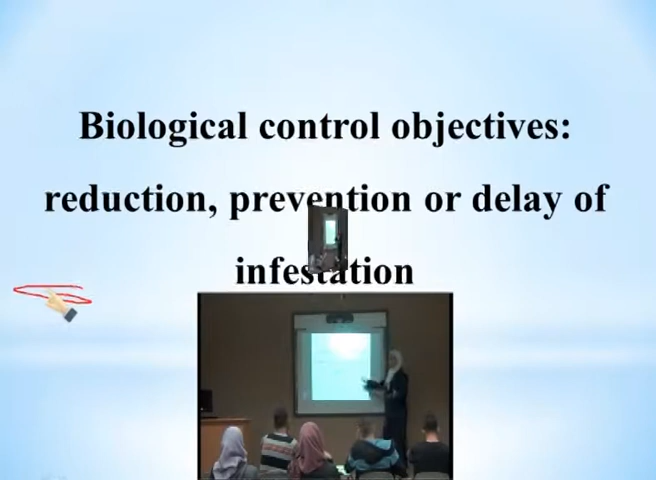 Biological control objectives:
reduction, prevention or delay of
infestation